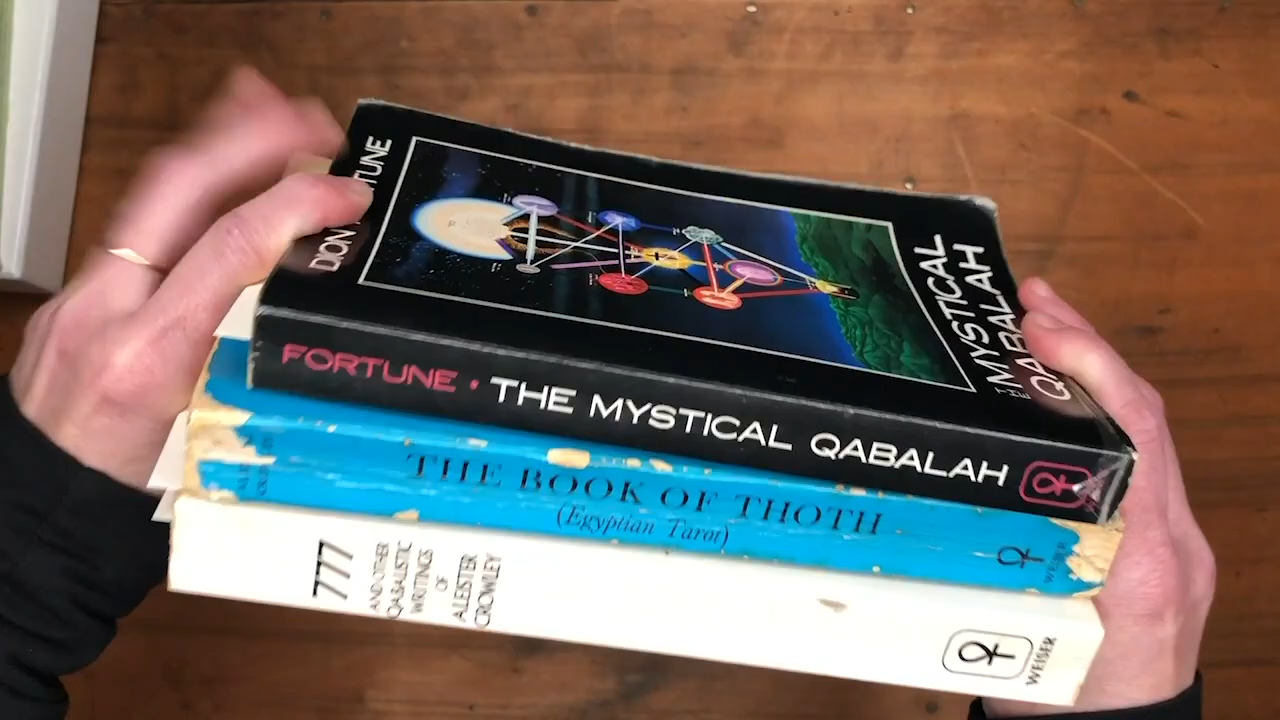 DION FORTUNE
THE MYSTICAL
QABALAH
FORTUNE · THE MYSTICAL QABALAH
THE BOOK OF THOTH
(Egyptian Tarot)
WEISER
777
AND OTHER
QABALISTIC
WRITINGS
OF
ALEISTER
CROWLEY
WEISER